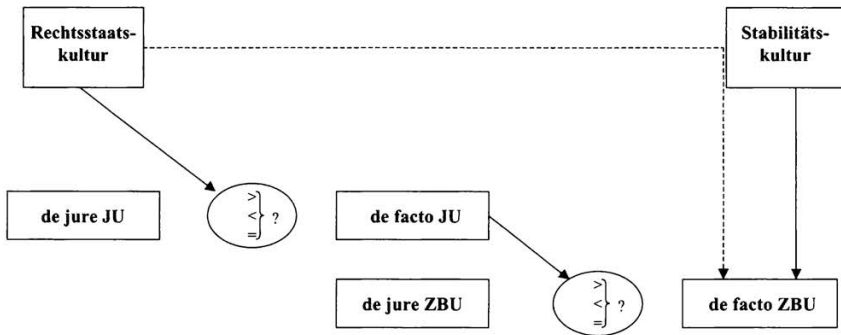 Rechtsstaats-
kultur
Stabilitäts-
kultur
de jure JU
>
<
=
?
de facto JU
de jure ZBU
>
<
=
?
de facto ZBU